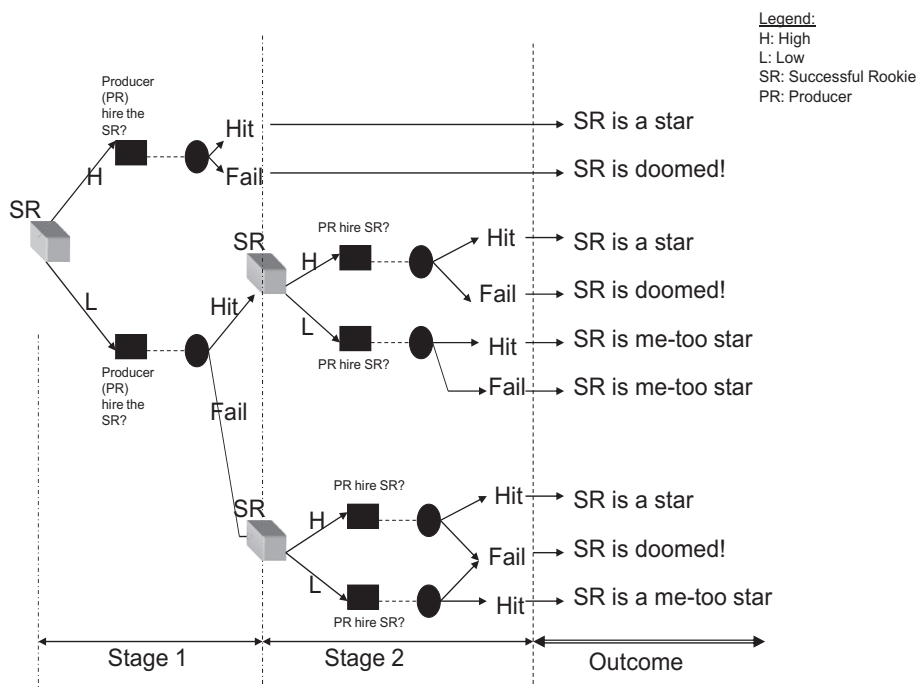 Legend:
H: High
L: Low
SR: Successful Rookie
PR: Producer
Producer
(PR)
hire the
SR?
Hit
SR is a star
Fail
SR is doomed!
H
SR
L
Producer
(PR)
hire the
SR?
Hit
Fail
SR
H
PR hire SR?
Hit
SR is a star
Fail
SR is doomed!
L
PR hire SR?
Hit
SR is me-too star
Fail
SR is me-too star
SR
H
PR hire SR?
Hit
SR is a star
Fail
SR is doomed!
L
PR hire SR?
Hit
SR is a me-too star
Stage 1
Stage 2
Outcome